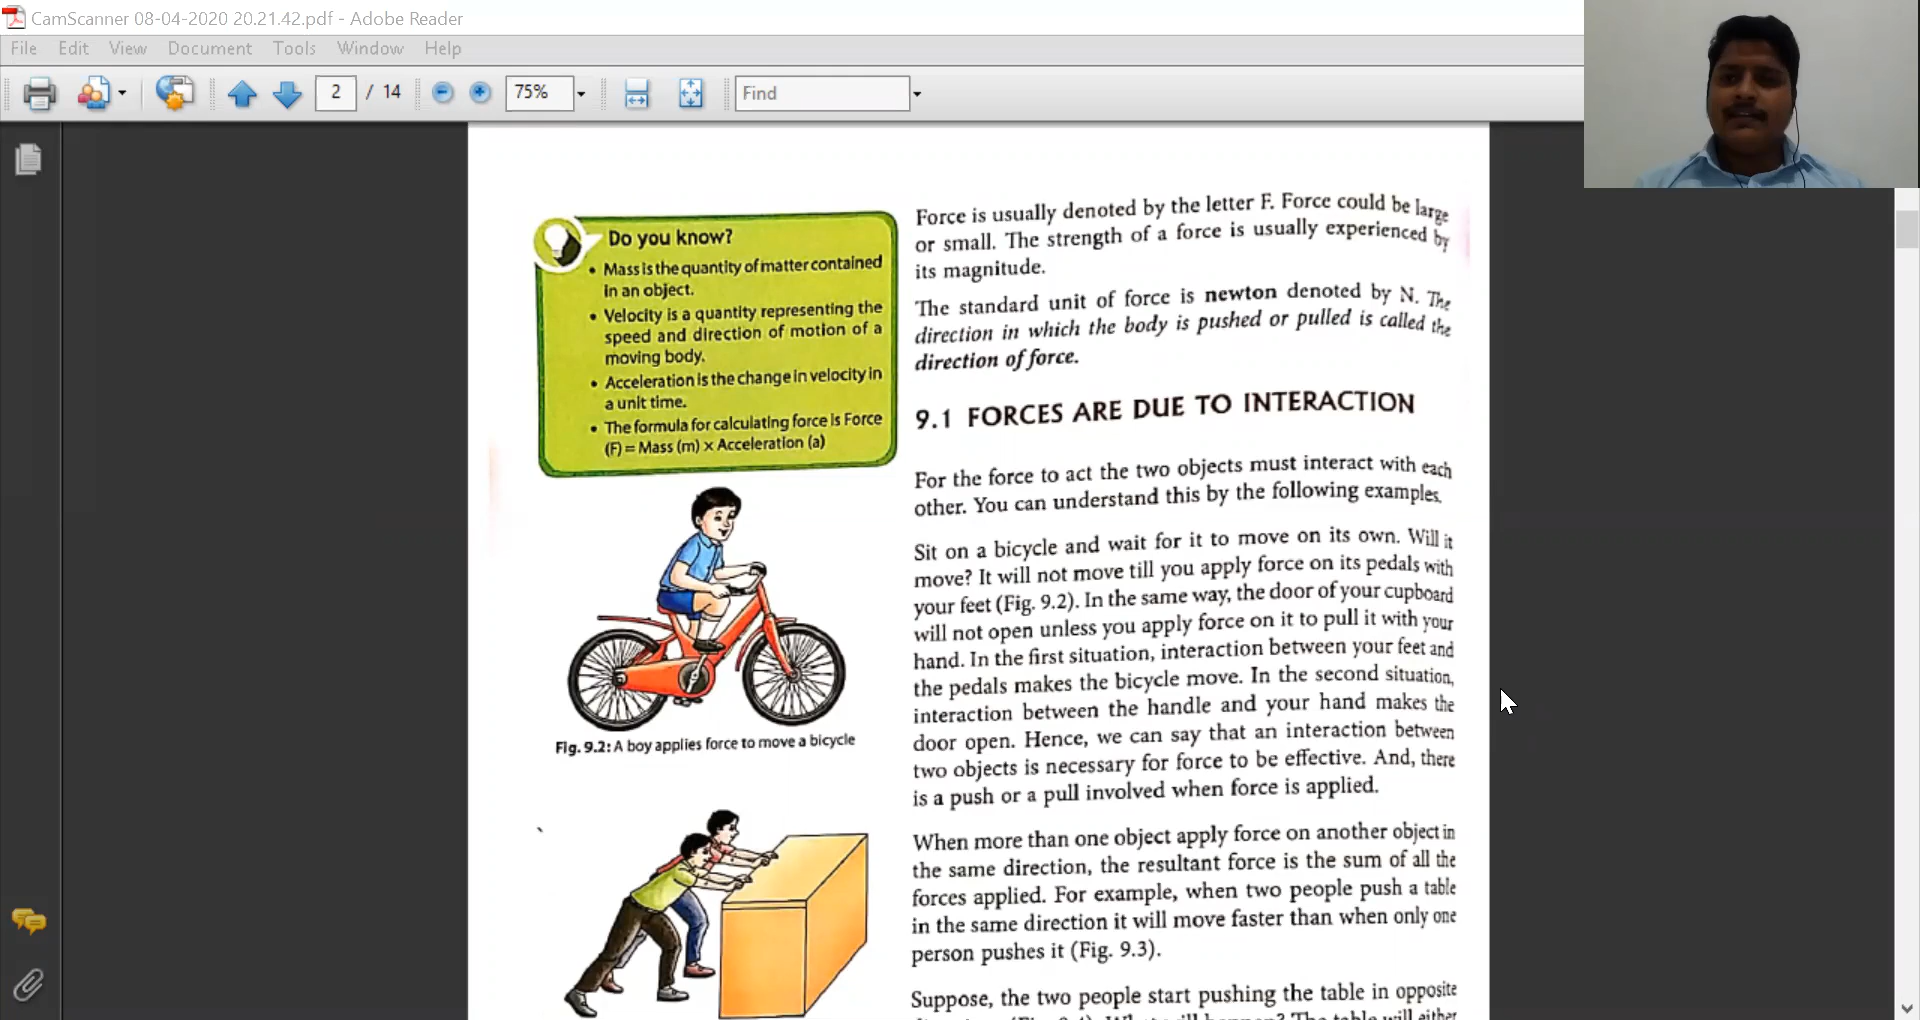 CamScanner 08-04-2020 20.21.42.pdf - Adobe Reader
File Edit View Document Tools Window Help
2 / 14 75% Find
Do you know?
• Mass is the quantity of matter contained
in an object.
• Velocity is a quantity representing the
speed and direction of motion of a
moving body.
• Acceleration is the change in velocity in
a unit time.
• The formula for calculating force is Force
(F) = Mass (m) × Acceleration (a)
Fig. 9.2: A boy applies force to move a bicycle
Force is usually denoted by the letter F. Force could be large
or small. The strength of a force is usually experienced by
its magnitude.
The standard unit of force is newton denoted by N. The
direction in which the body is pushed or pulled is called the
direction of force.
9.1 FORCES ARE DUE TO INTERACTION
For the force to act the two objects must interact with each
other. You can understand this by the following examples.
Sit on a bicycle and wait for it to move on its own. Will it
move? It will not move till you apply force on its pedals with
your feet (Fig. 9.2). In the same way, the door of your cupboard
will not open unless you apply force on it to pull it with your
hand. In the first situation, interaction between your feet and
the pedals makes the bicycle move. In the second situation,
interaction between the handle and your hand makes the
door open. Hence, we can say that an interaction between
two objects is necessary for force to be effective. And, there
is a push or a pull involved when force is applied.
When more than one object apply force on another object in
the same direction, the resultant force is the sum of all the
forces applied. For example, when two people push a table
in the same direction it will move faster than when only one
person pushes it (Fig. 9.3).
Suppose, the two people start pushing the table in opposite